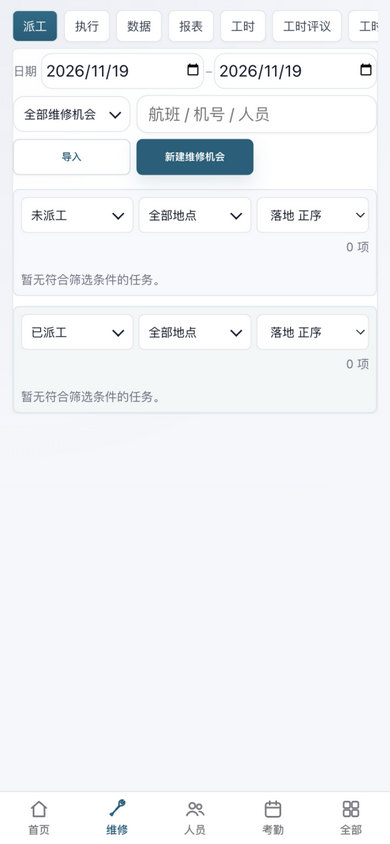 派工 执行 数据 报表 工时 工时评议
日期 2026/11/19 – 2026/11/19
全部维修机会 航班 / 机号 / 人员
导入 新建维修机会
未派工 全部地点 落地 正序
0 项
暂无符合筛选条件的任务。
已派工 全部地点 落地 正序
0 项
暂无符合筛选条件的任务。
首页 维修 人员 考勤 全部